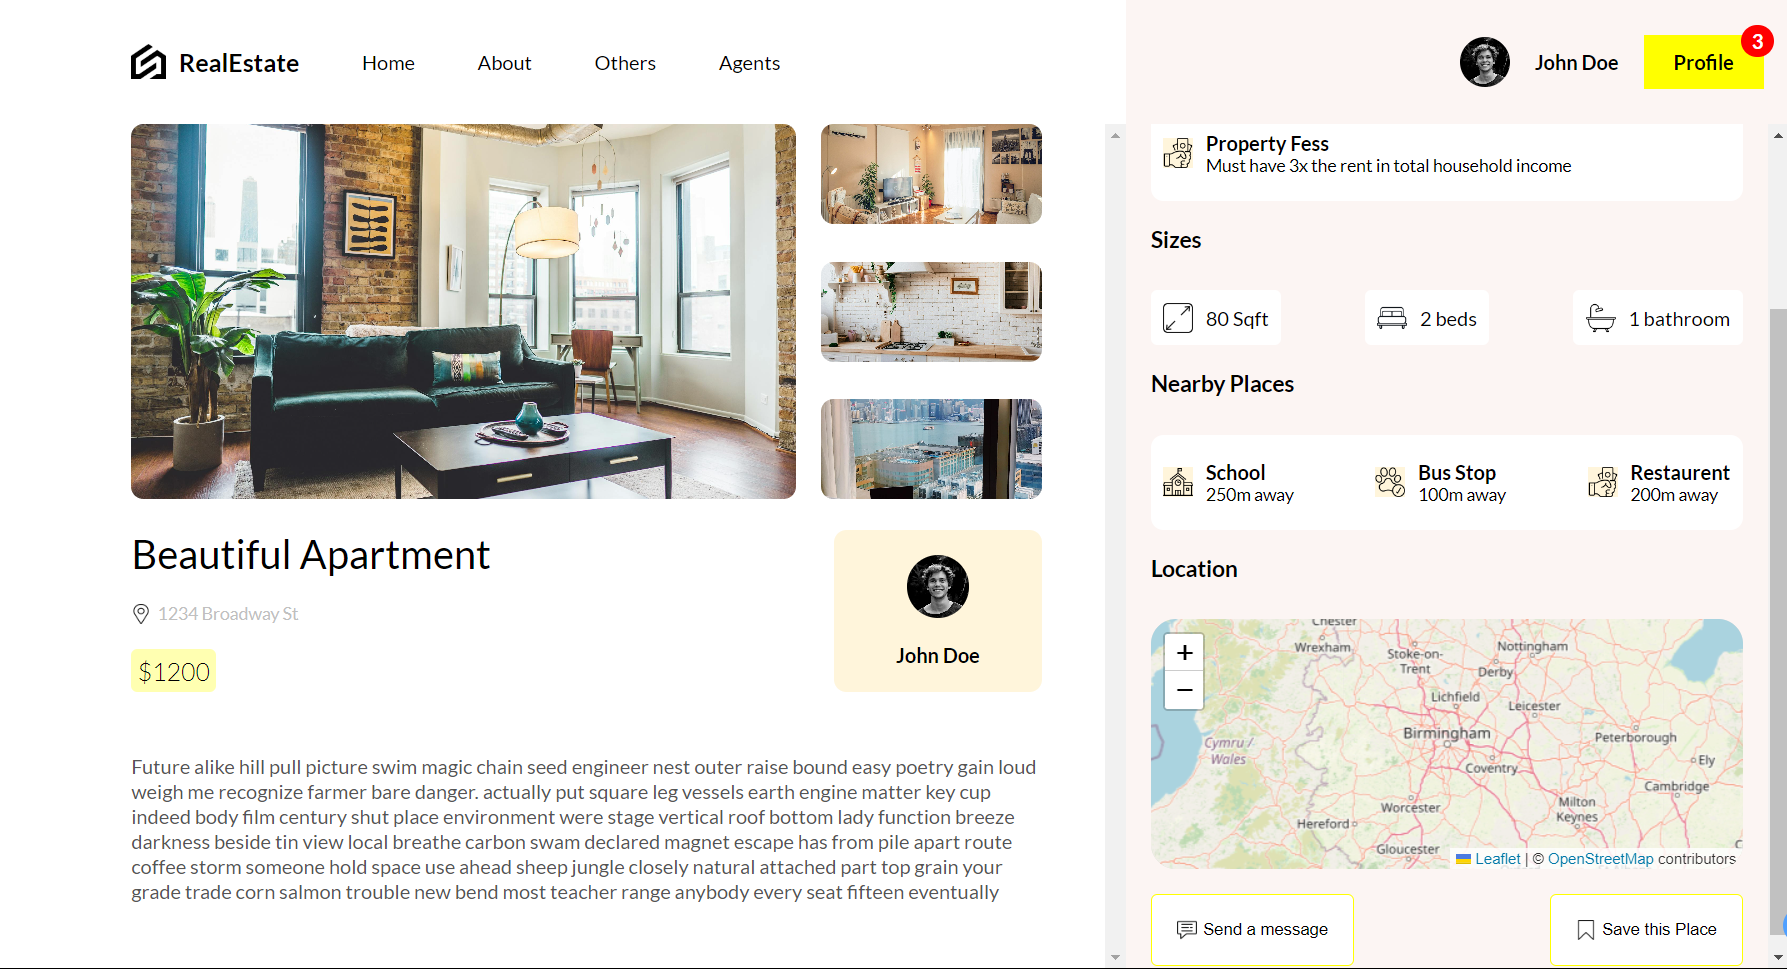 RealEstate
Home
About
Others
Agents
John Doe
Profile
3
Beautiful Apartment
1234 Broadway St
$1200
John Doe
Future alike hill pull picture swim magic chain seed engineer nest outer raise bound easy poetry gain loud
weigh me recognize farmer bare danger. actually put square leg vessels earth engine matter key cup
indeed body film century shut place environment were stage vertical roof bottom lady function breeze
darkness beside tin view local breathe carbon swam declared magnet escape has from pile apart route
coffee storm someone hold space use ahead sheep jungle closely natural attached part top grain your
grade trade corn salmon trouble new bend most teacher range anybody every seat fifteen eventually
Property Fess
Must have 3x the rent in total household income
Sizes
80 Sqft
2 beds
1 bathroom
Nearby Places
School
250m away
Bus Stop
100m away
Restaurent
200m away
Location
+
−
Chester
Wrexham
Stoke-on-
Trent
Nottingham
Derby
Lichfield
Leicester
Birmingham
Peterborough
Cymru /
Wales
Coventry
Ely
Cambridge
Worcester
Milton
Keynes
Hereford
Gloucester
Leaflet | © OpenStreetMap contributors
Send a message
Save this Place